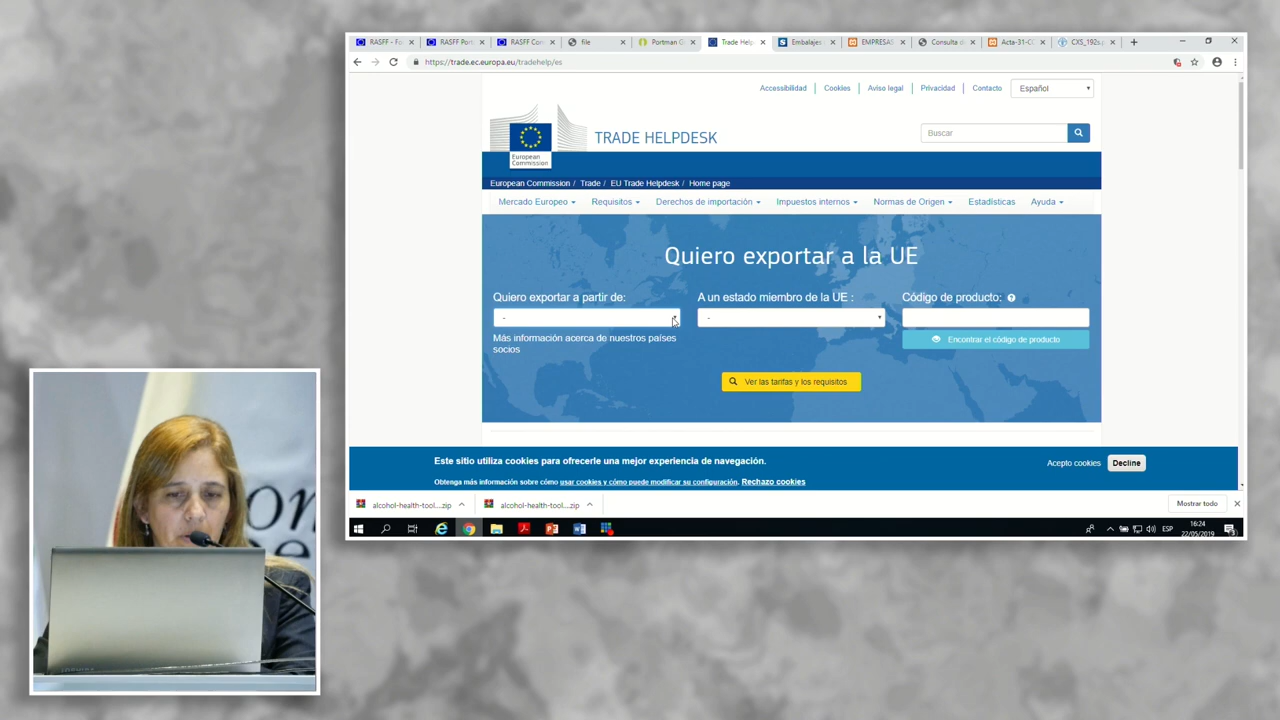 RASFF - Fo
RASFF Port
RASFF Con
file
Portman G
Trade Help
Embalajes
EMPRESAS
Consulta d
Acta-31-C
CXS_192s.p
https://trade.ec.europa.eu/tradehelp/es
Accessibilidad
Cookies
Aviso legal
Privacidad
Contacto
Español
European
Commission
TRADE HELPDESK
Buscar
European Commission / Trade / EU Trade Helpdesk / Home page
Mercado Europeo
Requisitos
Derechos de importación
Impuestos internos
Normas de Origen
Estadísticas
Ayuda
Quiero exportar a la UE
Quiero exportar a partir de:
A un estado miembro de la UE :
Código de producto:
-
-
Más información acerca de nuestros países
socios
Encontrar el código de producto
Ver las tarifas y los requisitos
Este sitio utiliza cookies para ofrecerle una mejor experiencia de navegación.
Acepto cookies
Decline
Obtenga más información sobre cómo usar cookies y cómo puede modificar su configuración. Rechazo cookies
alcohol-health-tool....zip
alcohol-health-tool....zip
Mostrar todo
ESP
16:24
22/05/2019